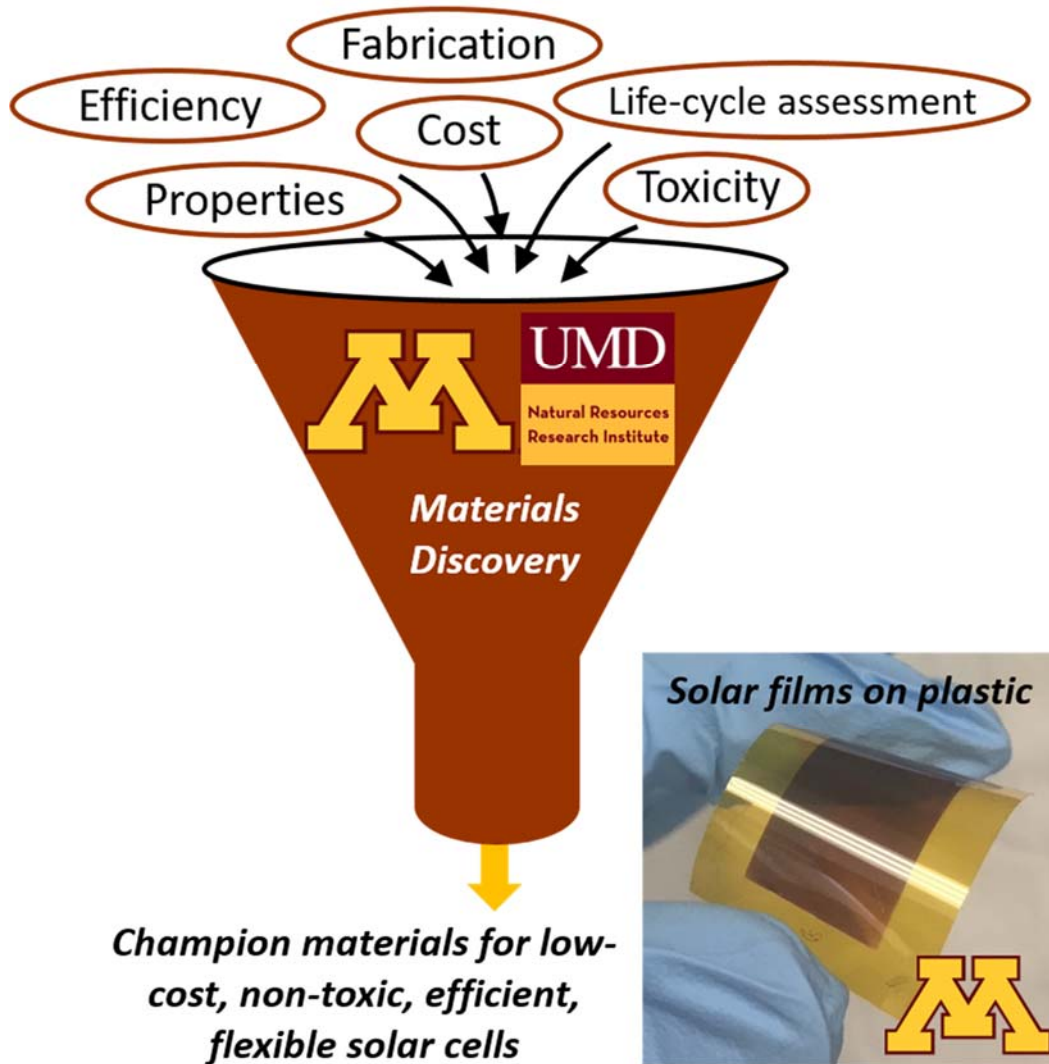 Fabrication
Efficiency
Life-cycle assessment
Cost
Properties
Toxicity
M
UMD
Natural Resources
Research Institute
Materials
Discovery
Solar films on plastic
M
Champion materials for low-
cost, non-toxic, efficient,
flexible solar cells